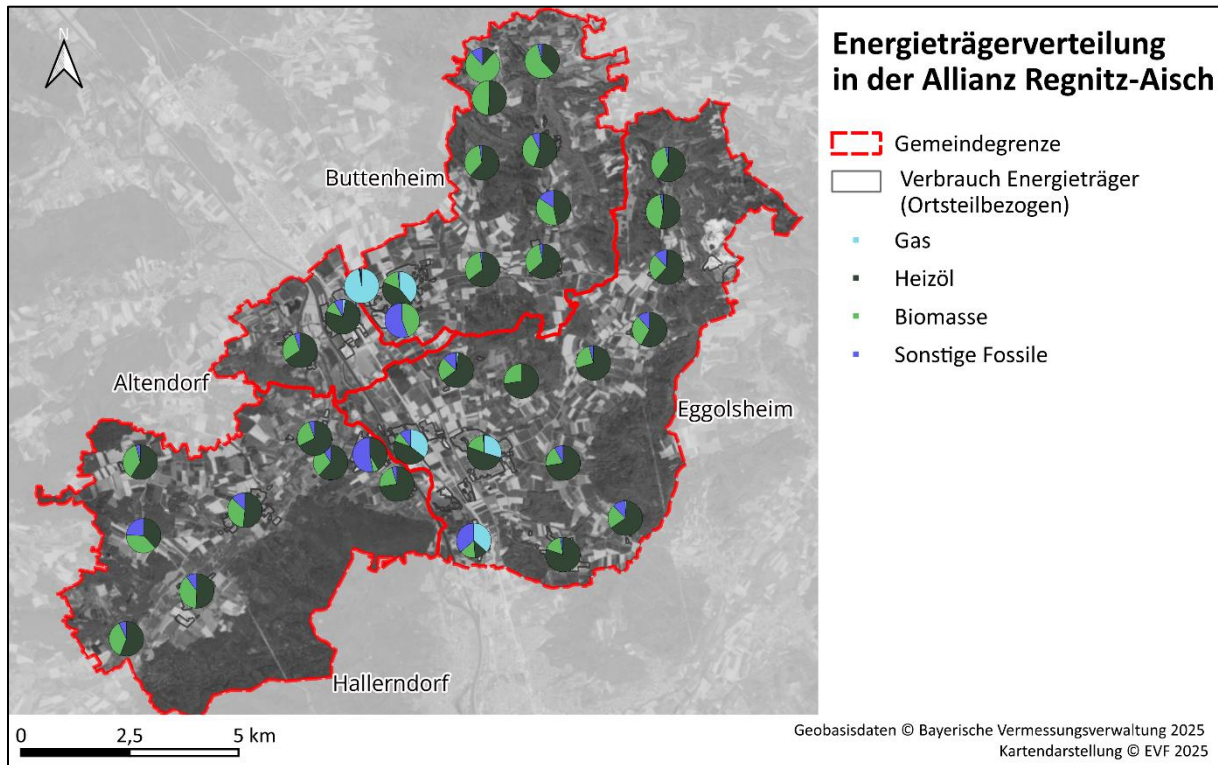 N
Buttenheim
Altendorf
Eggolsheim
Hallerndorf
0 2,5 5 km
Energieträgerverteilung
in der Allianz Regnitz-Aisch
Gemeindegrenze
Verbrauch Energieträger
(Ortsteilbezogen)
Gas
Heizöl
Biomasse
Sonstige Fossile
Geobasisdaten © Bayerische Vermessungsverwaltung 2025
Kartendarstellung © EVF 2025